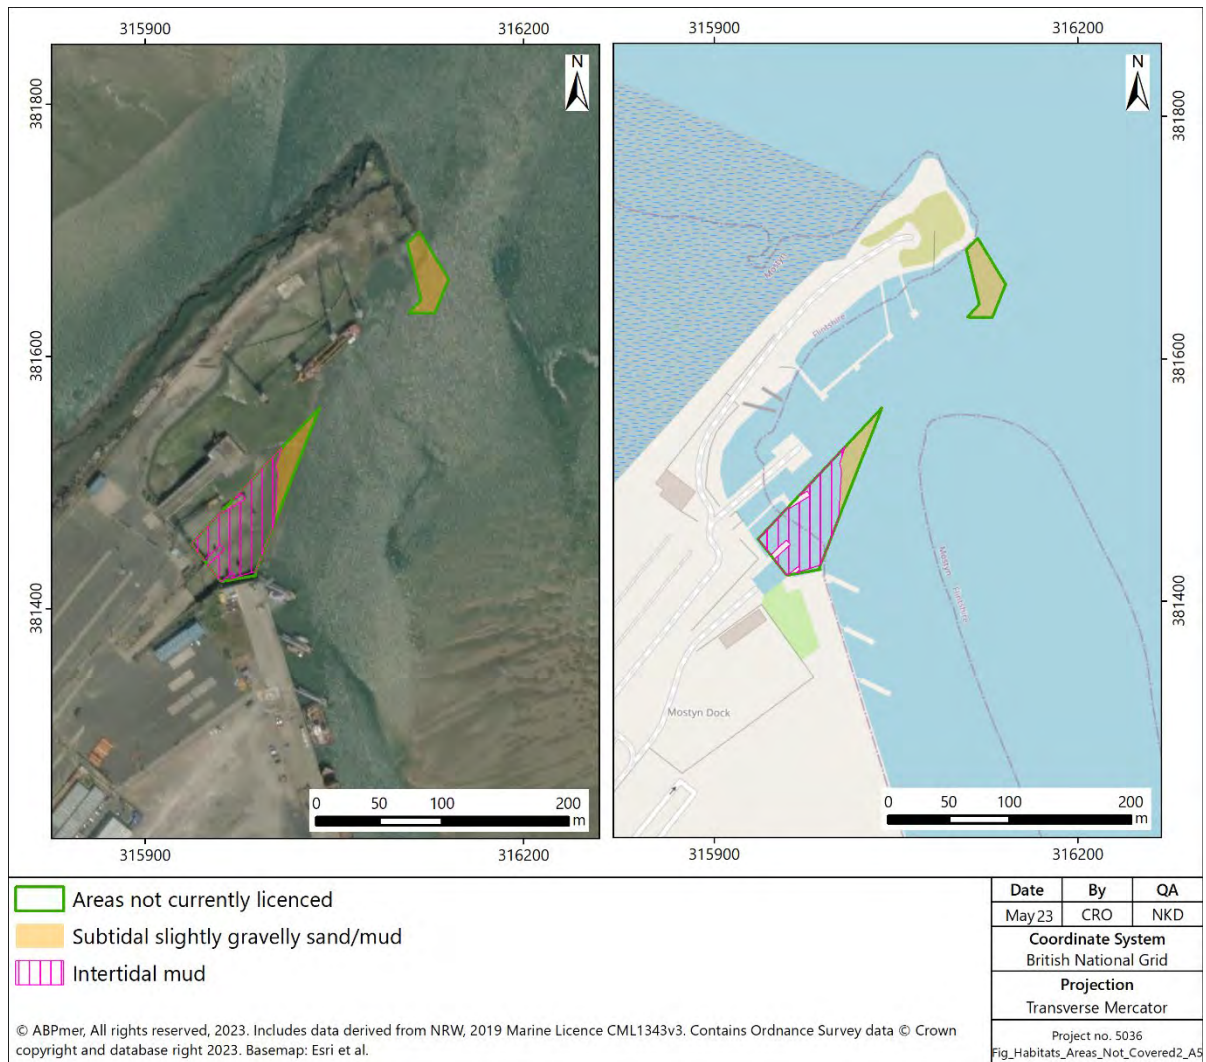 315900 316200 315900 316200
381800
381600
381400
N
0 50 100 200
m
315900 316200
N
Mostyn
Flintshire
Mostyn
Flintshire
Mostyn Dock
0 50 100 200
m
381800
381600
381400
315900 316200
Areas not currently licenced
Subtidal slightly gravelly sand/mud
Intertidal mud
© ABPmer, All rights reserved, 2023. Includes data derived from NRW, 2019 Marine Licence CML1343v3. Contains Ordnance Survey data © Crown
copyright and database right 2023. Basemap: Esri et al.
Date By QA
May 23 CRO NKD
Coordinate System
British National Grid
Projection
Transverse Mercator
Project no. 5036
Fig_Habitats_Areas_Not_Covered2_A5